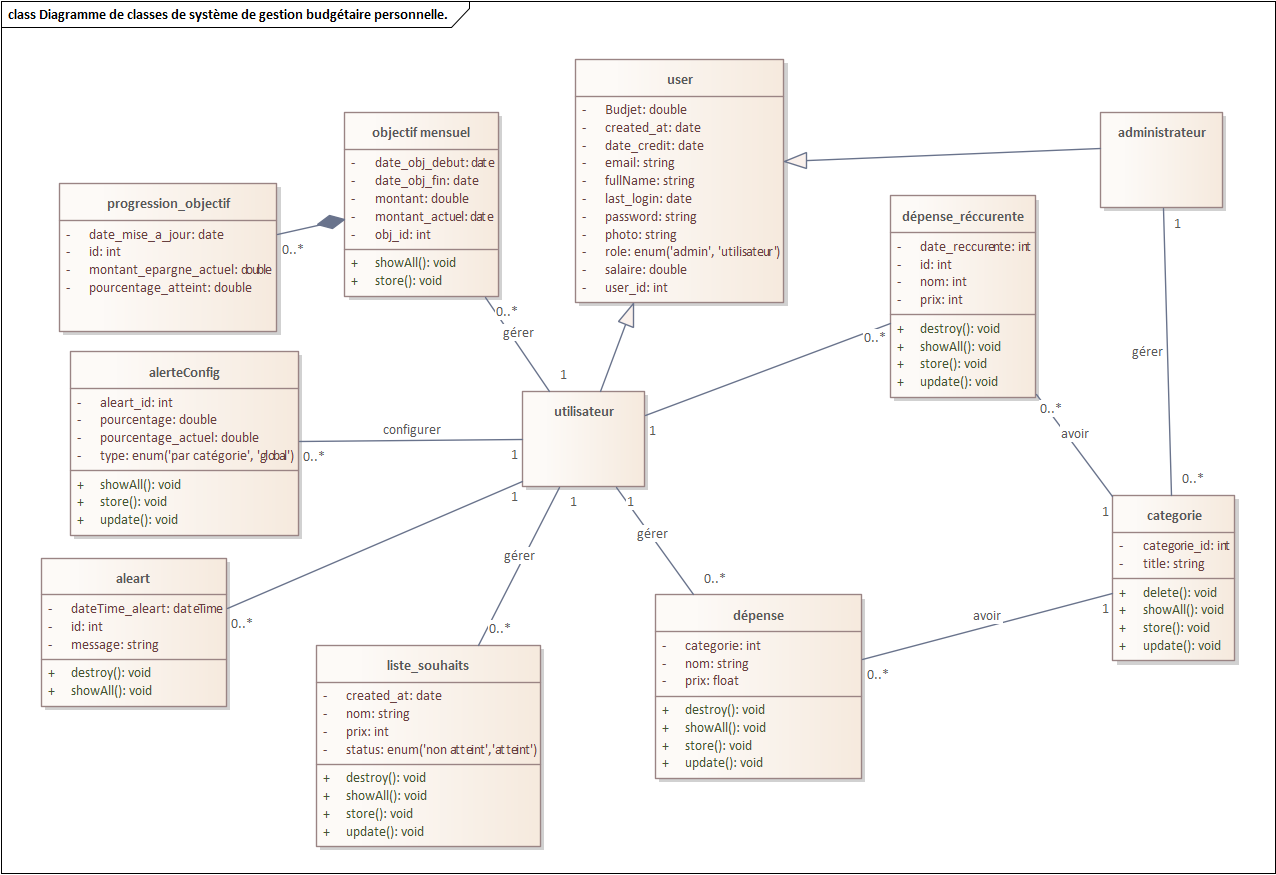 class Diagramme de classes de système de gestion budgétaire personnelle.
user
- Budjet: double
- created_at: date
- date_credit: date
- email: string
- fullName: string
- last_login: date
- password: string
- photo: string
- role: enum('admin', 'utilisateur')
- salaire: double
- user_id: int
objectif mensuel
- date_obj_debut: date
- date_obj_fin: date
- montant: double
- montant_actuel: date
- obj_id: int
+ showAll(): void
+ store(): void
administrateur
progression_objectif
- date_mise_a_jour: date
- id: int
- montant_epargne_actuel: double
- pourcentage_atteint: double
0..*
dépense_réccurente
- date_reccurente: int
- id: int
- nom: int
- prix: int
+ destroy(): void
+ showAll(): void
+ store(): void
+ update(): void
1
gérer
0..*
0..*
gérer
1
0..*
1
alerteConfig
- aleart_id: int
- pourcentage: double
- pourcentage_actuel: double
- type: enum('par catégorie', 'global')
+ showAll(): void
+ store(): void
+ update(): void
utilisateur
configurer
0..*
1
0..*
avoir
1
categorie
- categorie_id: int
- title: string
+ delete(): void
+ showAll(): void
+ store(): void
+ update(): void
1
1
1
gérer
gérer
0..*
0..*
aleart
- dateTime_aleart: dateTime
- id: int
- message: string
+ destroy(): void
+ showAll(): void
0..*
dépense
- categorie: int
- nom: string
- prix: float
+ destroy(): void
+ showAll(): void
+ store(): void
+ update(): void
avoir
1
0..*
liste_souhaits
- created_at: date
- nom: string
- prix: int
- status: enum('non atteint','atteint')
+ destroy(): void
+ showAll(): void
+ store(): void
+ update(): void